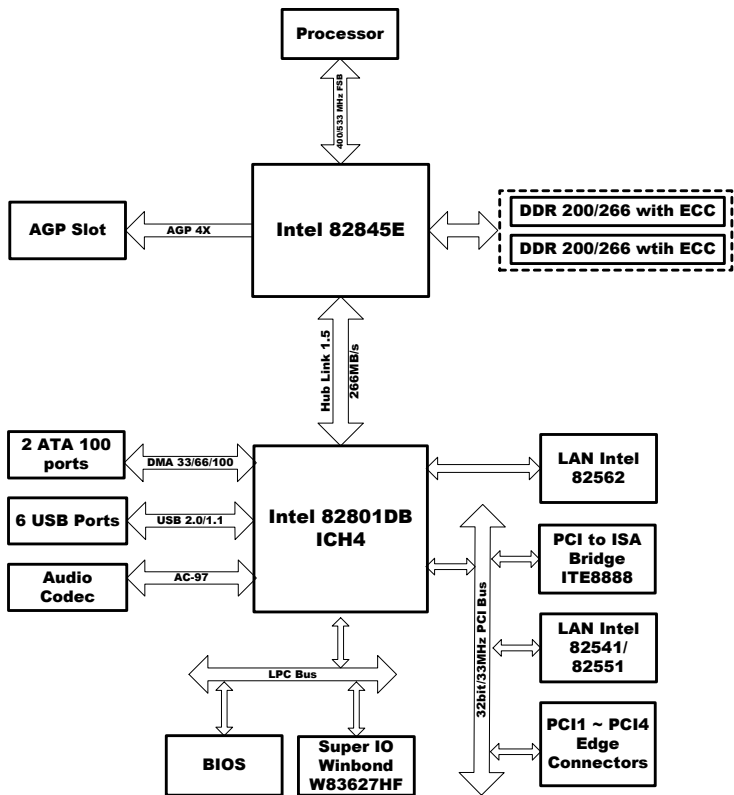 Processor
400/533 MHz FSB
AGP Slot
AGP 4X
Intel 82845E
DDR 200/266 with ECC
DDR 200/266 wtih ECC
Hub Link 1.5
266MB/s
2 ATA 100
ports
DMA 33/66/100
6 USB Ports
USB 2.0/1.1
Audio
Codec
AC-97
Intel 82801DB
ICH4
LAN Intel
82562
32bit/33MHz PCI Bus
PCI to ISA
Bridge
ITE8888
LAN Intel
82541/
82551
PCI1 ~ PCI4
Edge
Connectors
LPC Bus
BIOS
Super IO
Winbond
W83627HF